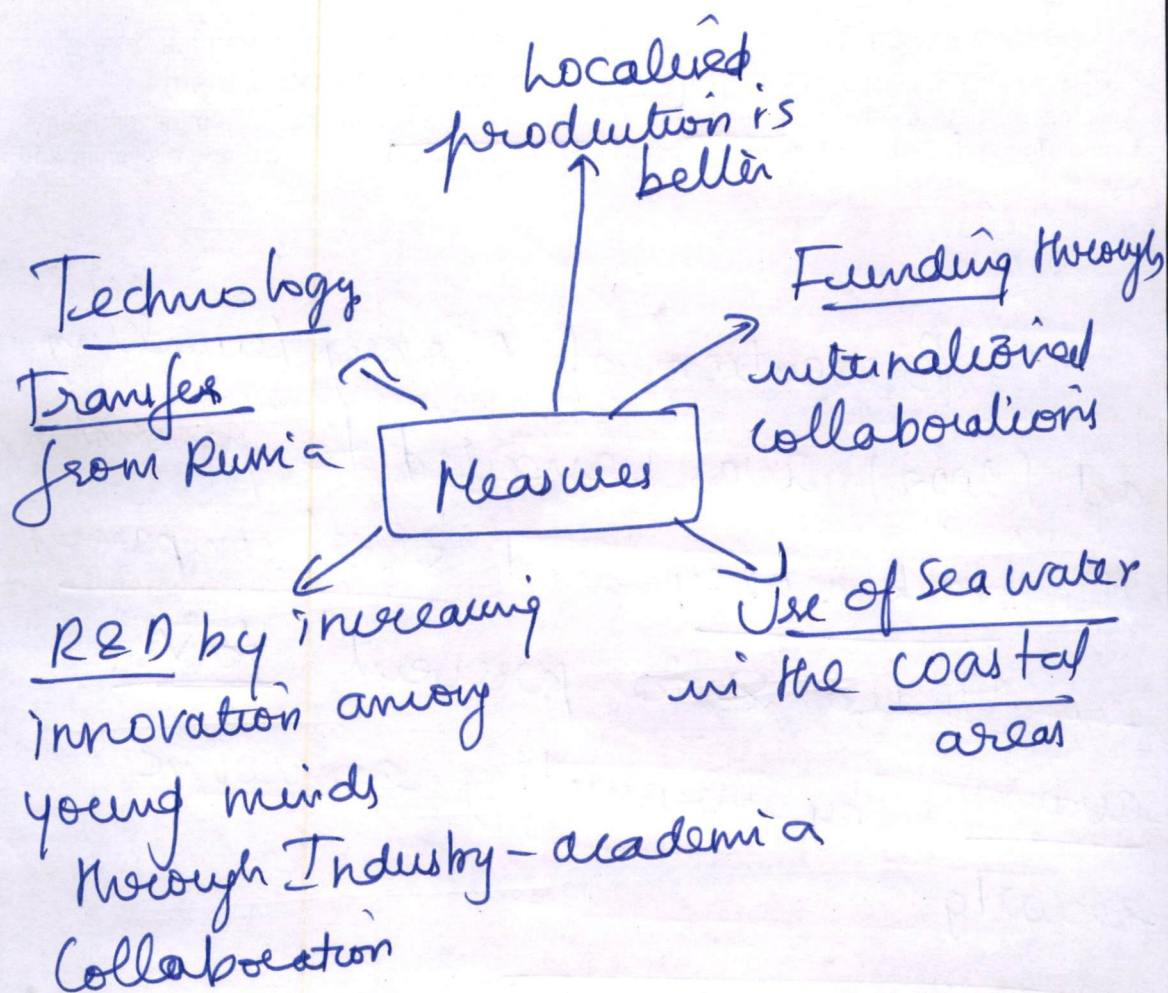 Localised
production is
better
Technology
Transfer
from Russia
Funding through
international
collaborations
Measures
R&D by increasing
innovation among
young minds
through Industry-academia
Collaboration
Use of Sea water
in the coastal
areas